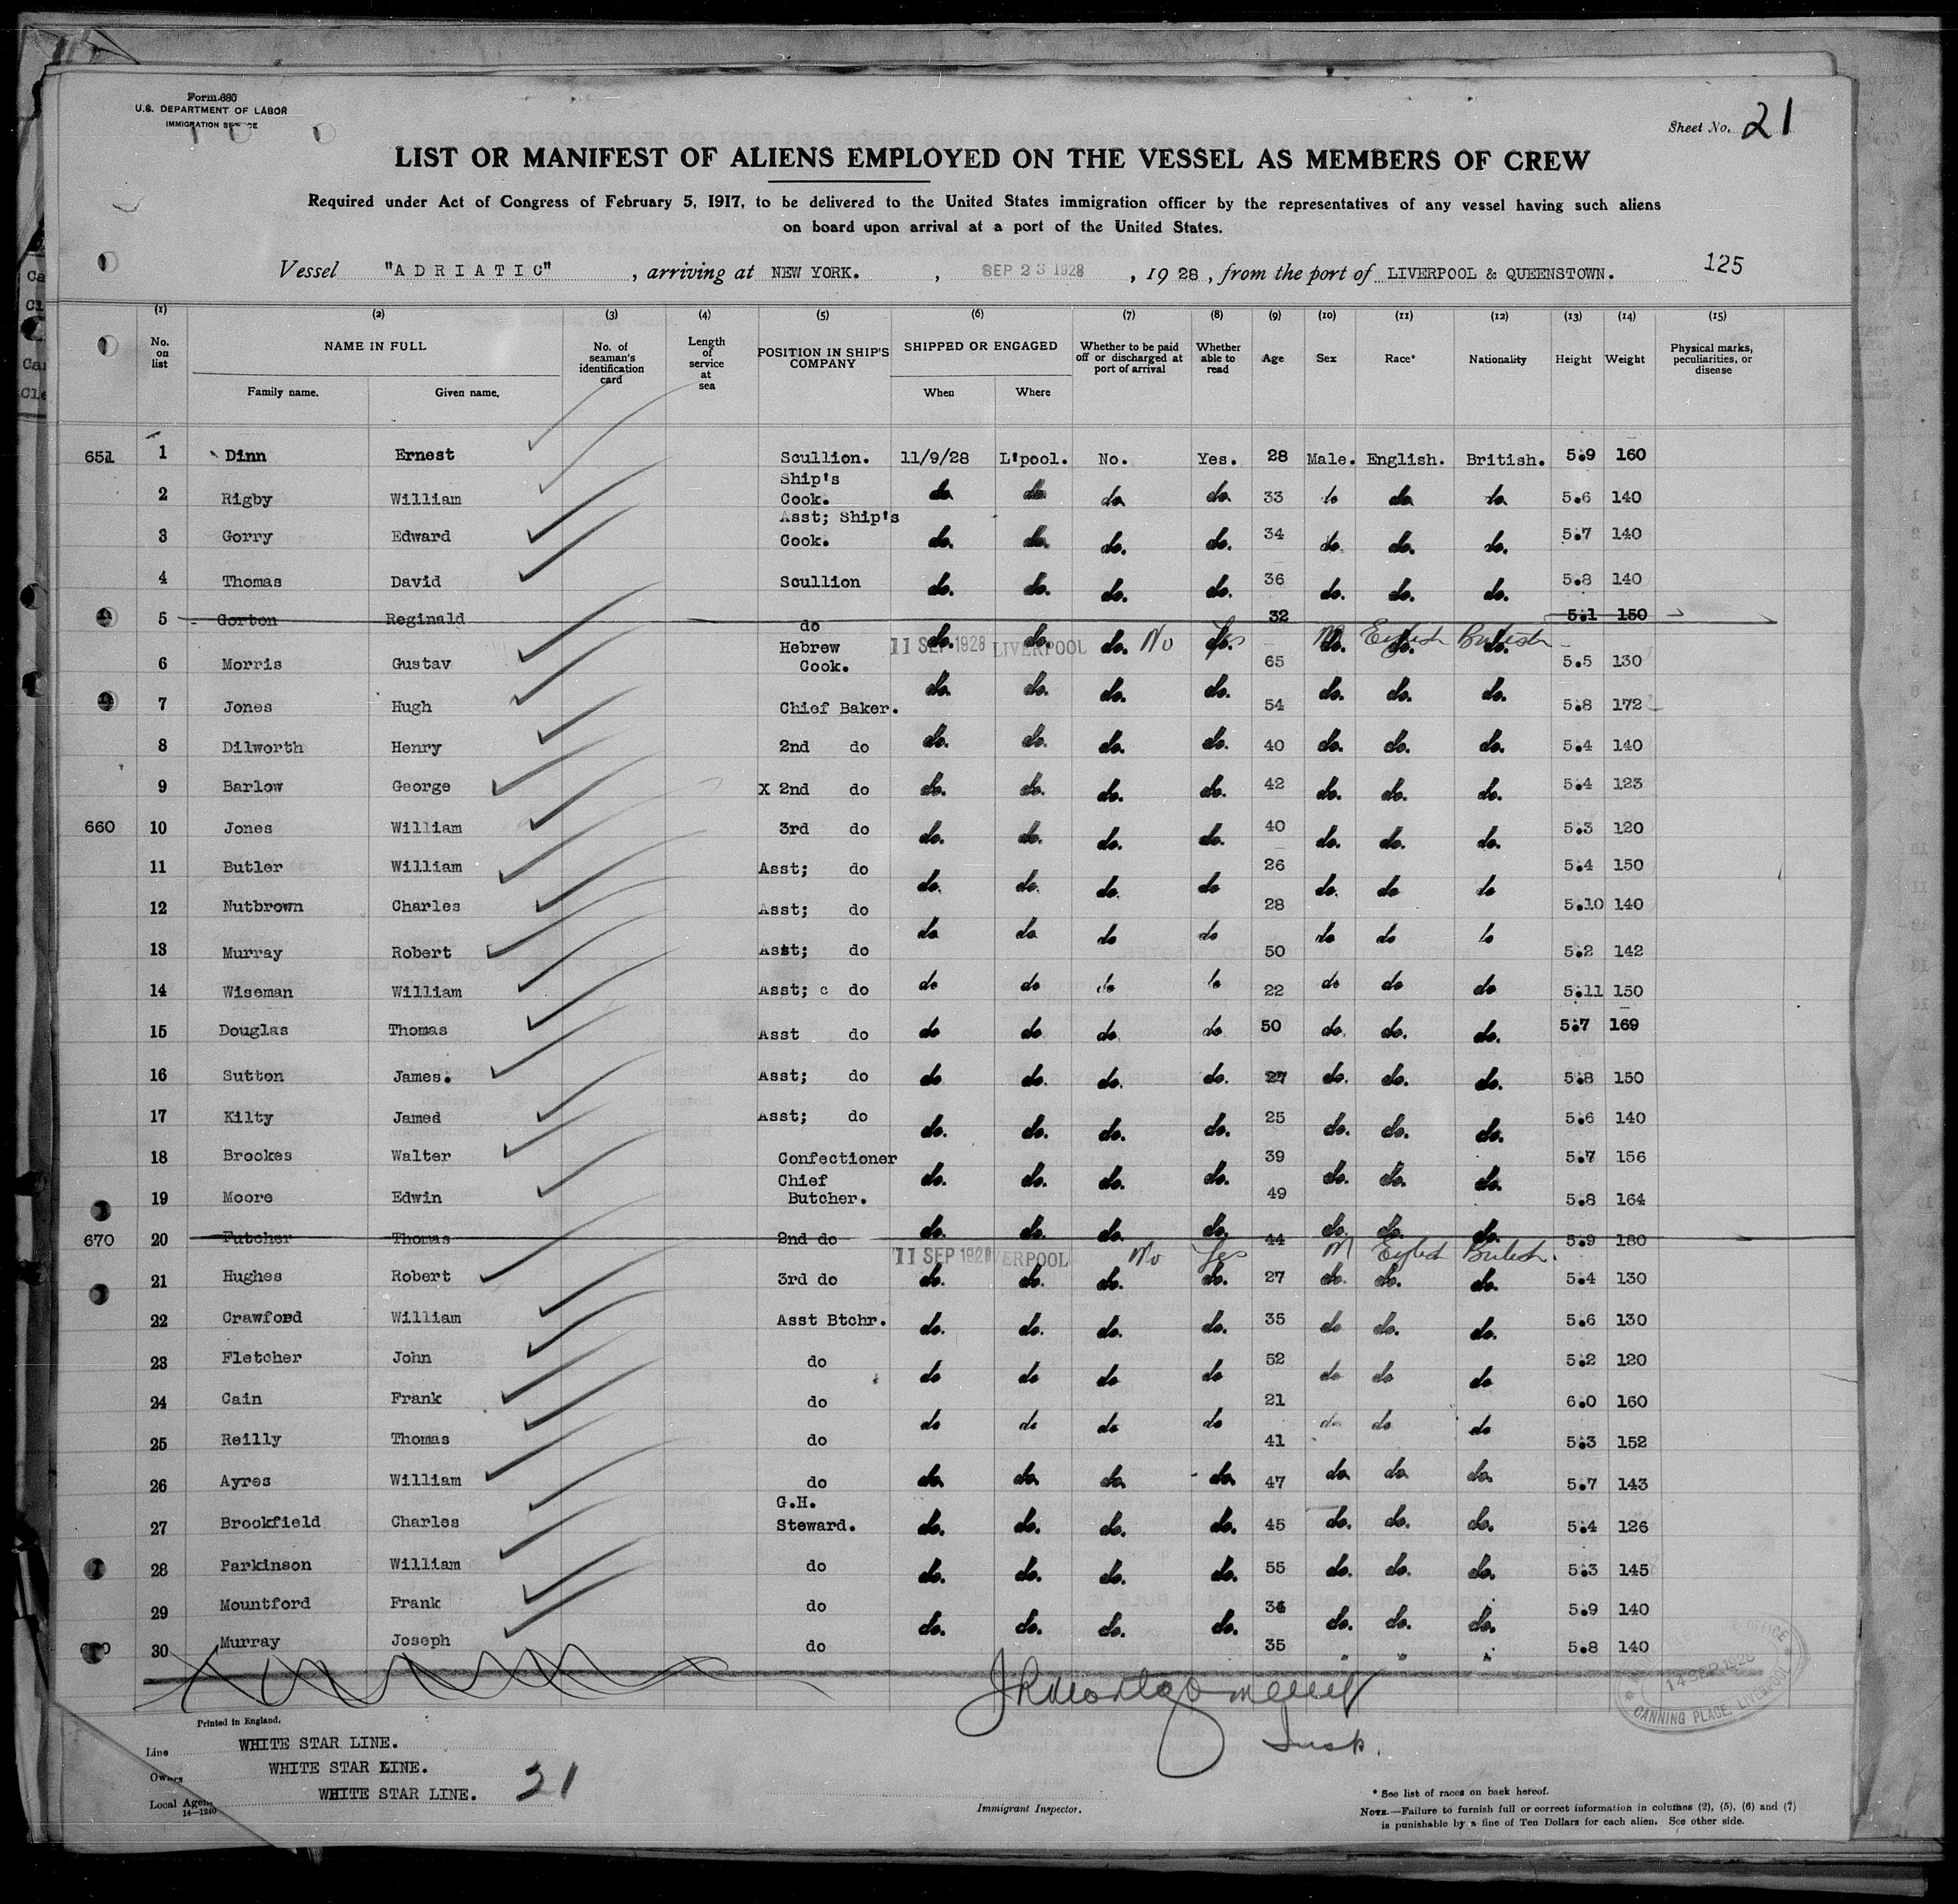 Form 680
U.S. DEPARTMENT OF LABOR
IMMIGRATION SERVICE
Sheet No. 21
LIST OR MANIFEST OF ALIENS EMPLOYED ON THE VESSEL AS MEMBERS OF CREW
Required under Act of Congress of February 5, 1917, to be delivered to the United States immigration officer by the representatives of any vessel having such aliens
on board upon arrival at a port of the United States.
Vessel "ADRIATIC", arriving at NEW YORK., SEP 23 1928, 1928, from the port of LIVERPOOL & QUEENSTOWN. 125
(1) (2) (3) (4) (5) (6) (7) (8) (9) (10) (11) (12) (13) (14) (15)
No. on list NAME IN FULL No. of seaman's identification card Length of service at sea POSITION IN SHIP'S COMPANY SHIPPED OR ENGAGED Whether to be paid off or discharged at port of arrival Whether able to read Age Sex Race* Nationality Height Weight Physical marks, peculiarities, or disease
Family name. Given name. When Where
651 1 Dinn Ernest Scullion. 11/9/28 L'pool. No. Yes. 28 Male. English. British. 5.9 160
2 Rigby William Ship's Cook. do do do do 33 do do do 5.6 140
3 Gorry Edward Asst; Ship's Cook. do. do. do. do. 34 do. do. do. 5.7 140
4 Thomas David Scullion do. do. do. do. 36 do. do. do. 5.8 140
5 Gorton Reginald do do. do. do. do. 32 do. do. do. 5.1 150
11 SEP 1928 LIVERPOOL No Yes M English British
6 Morris Gustav Hebrew Cook. do. do. do. do. 65 do. do. do. 5.5 130
7 Jones Hugh Chief Baker. do. do. do. do. 54 do. do. do. 5.8 172
8 Dilworth Henry 2nd do do. do. do. do. 40 do. do. do. 5.4 140
9 Barlow George X 2nd do do. do. do. do. 42 do. do. do. 5.4 123
660 10 Jones William 3rd do do. do. do. do. 40 do. do. do. 5.3 120
11 Butler William Asst; do do. do. do. do 26 do. do do 5.4 150
12 Nutbrown Charles Asst; do do do do do 28 do do do 5.10 140
13 Murray Robert Asst; do do do do do 50 do do do 5.2 142
14 Wiseman William Asst; c do do do do do 22 do do do 5.11 150
15 Douglas Thomas Asst do do do do do 50 do. do. do. 5.7 169
16 Sutton James. Asst; do do do. do. do. 27 do. do. do. 5.8 150
17 Kilty Jamed Asst; do do. do. do. do. 25 do. do. do. 5.6 140
18 Brookes Walter Confectioner do. do. do. do. 39 do. do. do. 5.7 156
19 Moore Edwin Chief Butcher. do. do. do. do. 49 do. do. do. 5.8 164
670 20 Futcher Thomas 2nd do 44 5.9 180
11 SEP 1928 LIVERPOOL No Yes M English British.
21 Hughes Robert 3rd do do. do. do. do. 27 do. do. do. 5.4 130
22 Crawford William Asst Btchr. do. do. do. do. 35 do do. do. 5.6 130
23 Fletcher John do do do do do 52 do do do 5.2 120
24 Cain Frank do do do do do 21 do do do 6.0 160
25 Reilly Thomas do 41 5.3 152
26 Ayres William do do do do do 47 do do do 5.7 143
27 Brookfield Charles G.H. Steward. do. do. do. do. 45 do. do. do. 5.4 126
28 Parkinson William do do. do. do. do. 55 do. do. do. 5.3 145
29 Mountford Frank do do. do. do. do. 34 do. do. do. 5.9 140
30 Murray Joseph do 35 " " " 5.8 140
J R Montgomery
Insp.
14 SEP 1928
CANNING PLACE, LIVERPOOL
Printed in England.
Line WHITE STAR LINE.
Owners WHITE STAR LINE.
Local Agents WHITE STAR LINE. 21
14—1240
Immigrant Inspector.
* See list of races on back hereof.
NOTE.—Failure to furnish full or correct information in columns (2), (5), (6) and (7)
is punishable by a fine of Ten Dollars for each alien. See other side.